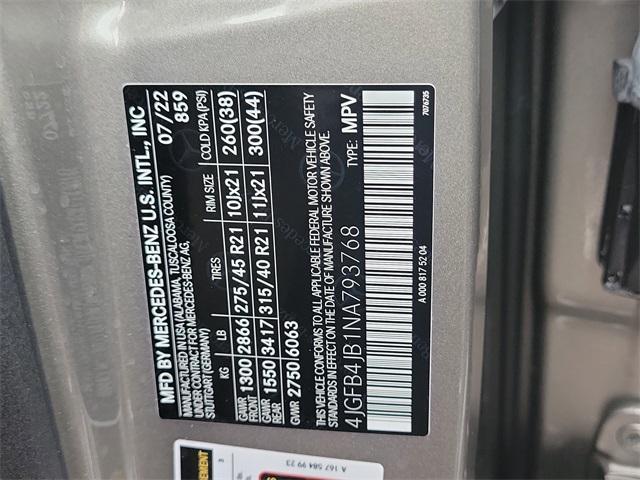 MFD BY MERCEDES-BENZ U.S. INTL., INC
MANUFACTURED IN USA (ALABAMA, TUSCALOOSA COUNTY) 07/22
UNDER CONTRACT FOR MERCEDES-BENZ AG,
STUTTGART (GERMANY) 859
KG LB TIRES RIM SIZE COLD KPA (PSI)
GAWR FRONT 1300 2866 275/45 R21 10Jx21 260(38)
GAWR REAR 1550 3417 315/40 R21 11Jx21 300(44)
GWR 2750 6063
THIS VEHICLE CONFORMS TO ALL APPLICABLE FEDERAL MOTOR VEHICLE SAFETY
STANDARDS IN EFFECT ON THE DATE OF MANUFACTURE SHOWN ABOVE.
4JGFB4JB1NA793768 TYPE: MPV
A 000 817 52 04 7076735
A 167 584 99 23